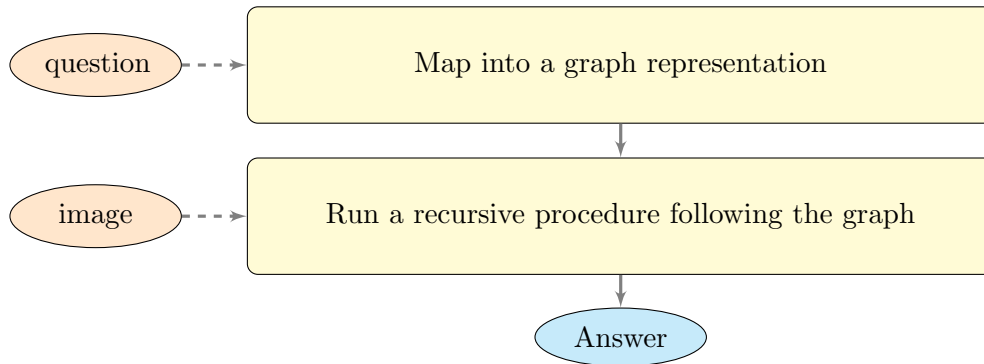 question
Map into a graph representation
image
Run a recursive procedure following the graph
Answer